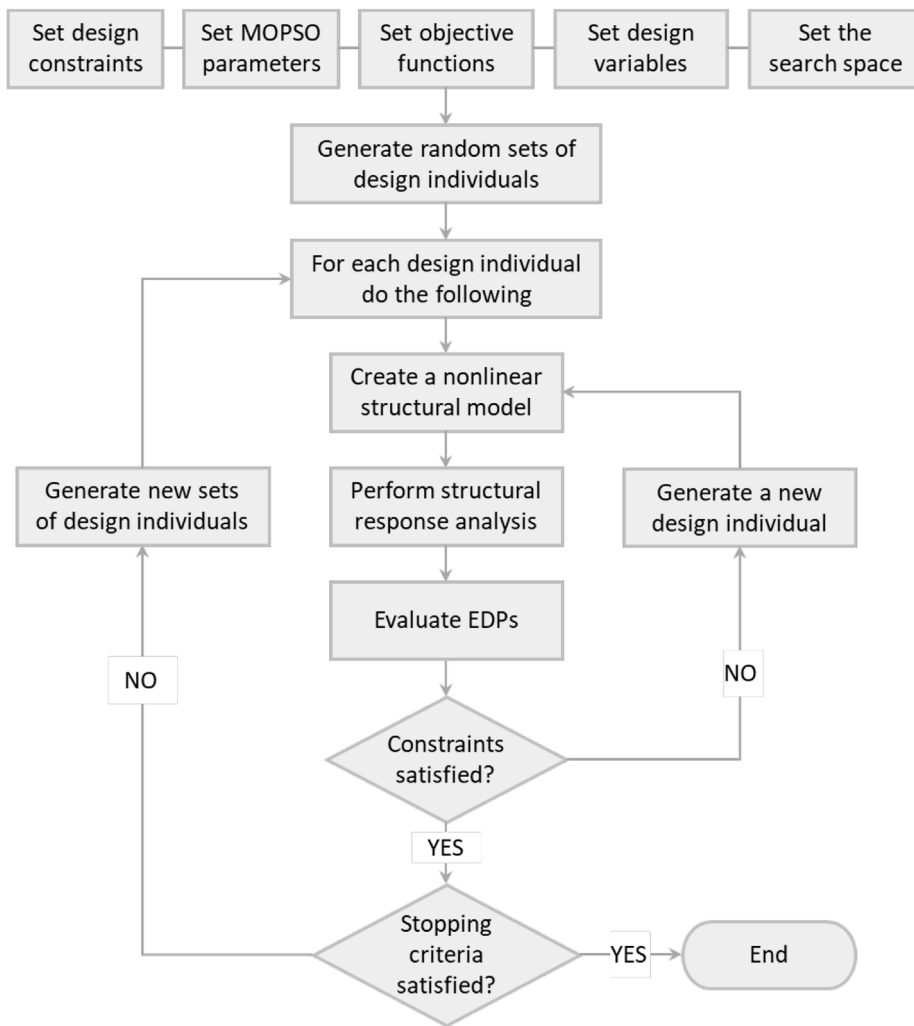 Set design
constraints
Set MOPSO
parameters
Set objective
functions
Set design
variables
Set the
search space
Generate random sets of
design individuals
For each design individual
do the following
Create a nonlinear
structural model
Generate new sets
of design individuals
Perform structural
response analysis
Generate a new
design individual
Evaluate EDPs
NO
NO
Constraints
satisfied?
YES
Stopping
criteria
satisfied?
YES
End